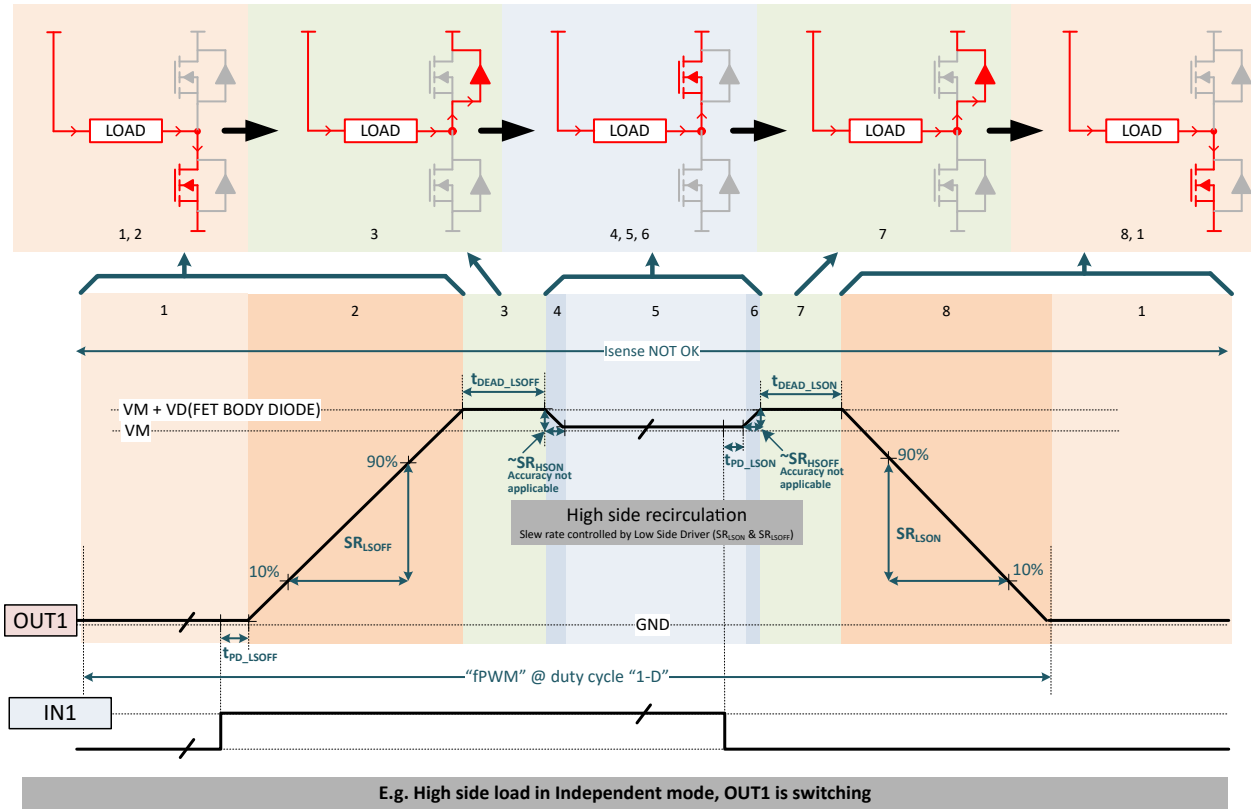 LOAD LOAD LOAD LOAD LOAD
1, 2 3 4, 5, 6 7 8, 1
1 2 3 4 5 6 7 8 1
Isense NOT OK
tDEAD_LSOFF tDEAD_LSON
VM + VD(FET BODY DIODE)
VM
90% ~SRHSON tPD_LSON ~SRHSOFF 90%
Accuracy not applicable Accuracy not applicable
High side recirculation
Slew rate controlled by Low Side Driver (SRLSON & SRLSOFF)
SRLSOFF SRLSON
10% 10%
OUT1 GND
tPD_LSOFF
“fPWM” @ duty cycle “1-D”
IN1
E.g. High side load in Independent mode, OUT1 is switching